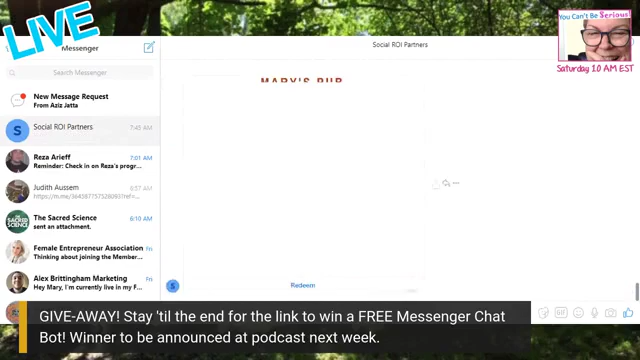 LIVE
You Can't Be Serious!
Saturday 10 AM EST
Messenger
Social ROI Partners
Search Messenger
New Message Request
From Aziz Jatta
Social ROI Partners 7:43 AM
MARY'S PUB
Reza Arieff 7:01 AM
Reminder: Check in on Reza's progr...
Judith Aussem 6:57 AM
The Sacred Science 6:10 AM
sent an attachment.
Female Entrepreneur Association Fri
Thinking about joining the Member...
Alex Brittingham Marketing Fri
Hey Mary, I'm currently live in my F...
S
Redeem
GIF
GIVE-AWAY! Stay 'til the end for the link to win a FREE Messenger Chat
Bot! Winner to be announced at podcast next week.